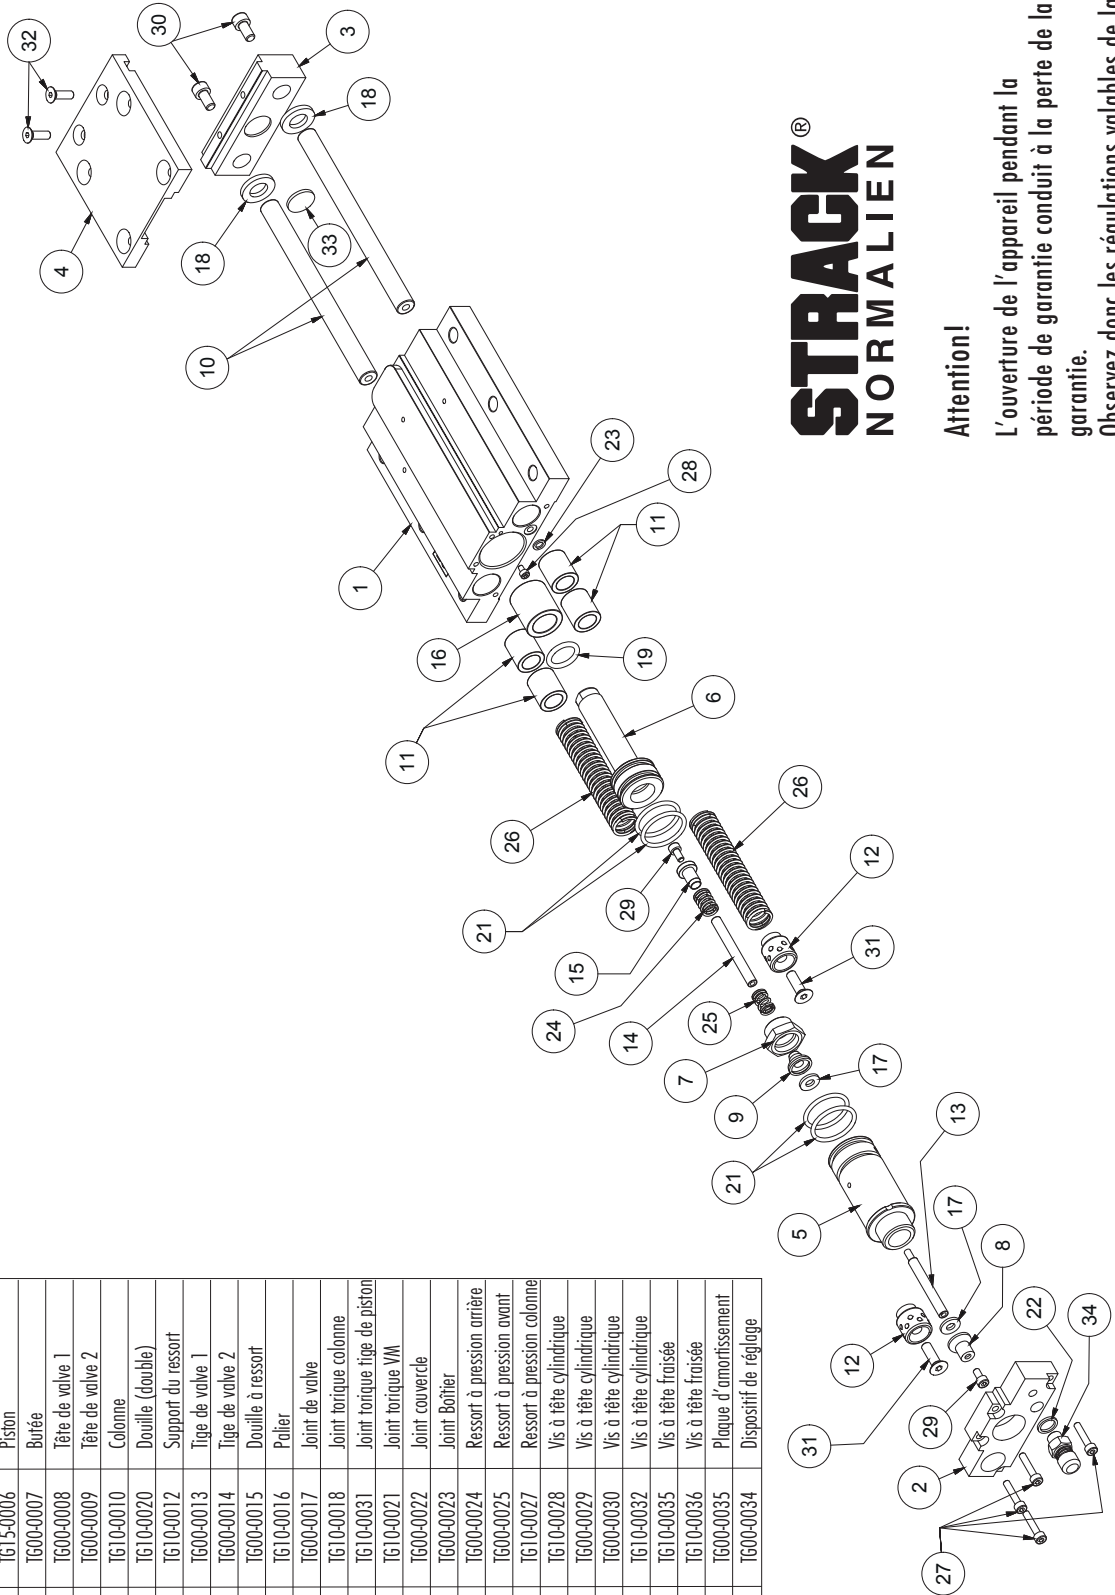 TG15-0006 Piston
TG00-0007 Butée
TG00-0008 Tête de valve 1
TG00-0009 Tête de valve 2
TG10-0010 Colonne
TG10-0020 Douille (double)
TG10-0012 Support du ressort
TG00-0013 Tige de valve 1
TG00-0014 Tige de valve 2
TG00-0015 Douille à ressort
TG10-0016 Palier
TG00-0017 Joint de valve
TG10-0018 Joint torique colonne
TG10-0031 Joint torique tige de piston
TG10-0021 Joint torique VM
TG00-0022 Joint couvercle
TG00-0023 Joint Boîtier
TG00-0024 Ressort à pression arrière
TG00-0025 Ressort à pression avant
TG10-0027 Ressort à pression colonne
TG10-0028 Vis à tête cylindrique
TG00-0029 Vis à tête cylindrique
TG00-0030 Vis à tête cylindrique
TG10-0032 Vis à tête cylindrique
TG10-0035 Vis à tête fraisée
TG10-0036 Vis à tête fraisée
TG00-0035 Plaque d'amortissement
TG00-0034 Dispositif de réglage
32
30
3
18
4
18
33
10
1
23
28
11
16
19
11
6
26
26
21
29
12
15
31
24
14
25
7
17
9
21
13
5
17
8
12
22
34
31
29
2
27
STRACK®
NORMALIEN
Attention!
L'ouverture de l'appareil pendant la
période de garantie conduit à la perte de la
garantie.
Observez donc les régulations valables de la